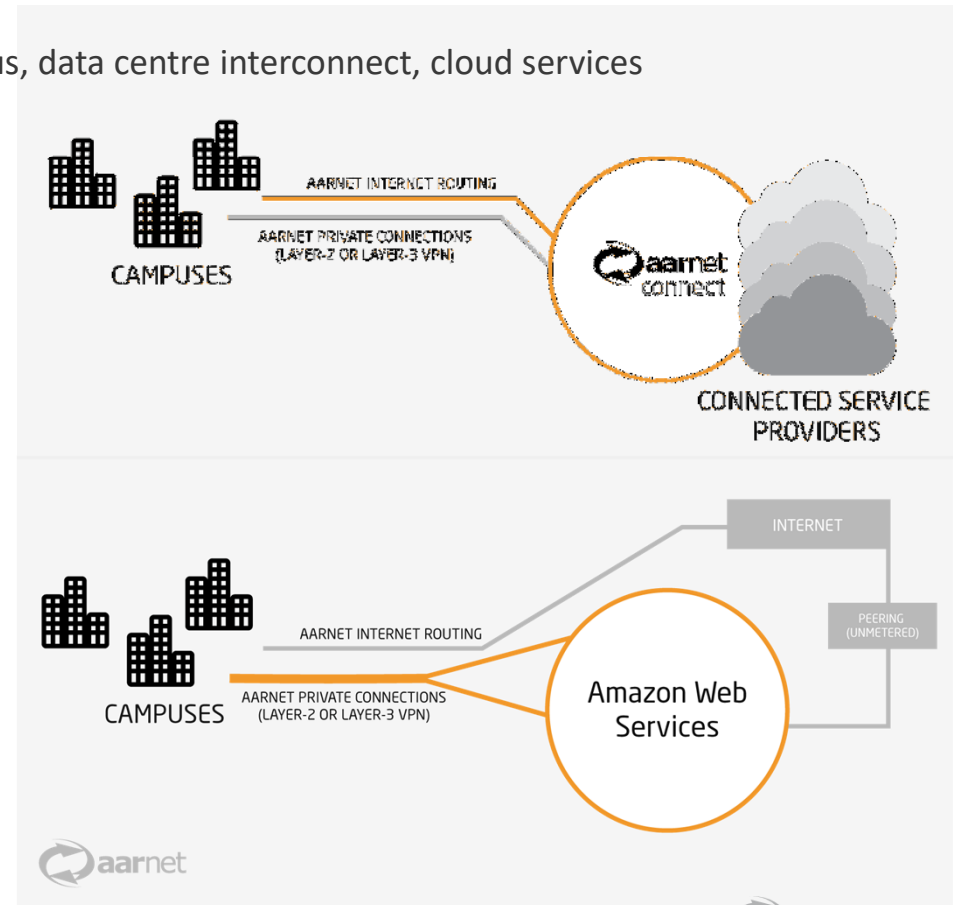 us, data centre interconnect, cloud services
AARNET INTERNET ROUTING
AARNET PRIVATE CONNECTIONS
(LAYER-2 OR LAYER-3 VPN)
CAMPUSES
aarnet
connect
CONNECTED SERVICE
PROVIDERS
INTERNET
PEERING
(UNMETERED)
AARNET INTERNET ROUTING
AARNET PRIVATE CONNECTIONS
(LAYER-2 OR LAYER-3 VPN)
CAMPUSES
Amazon Web
Services
aarnet